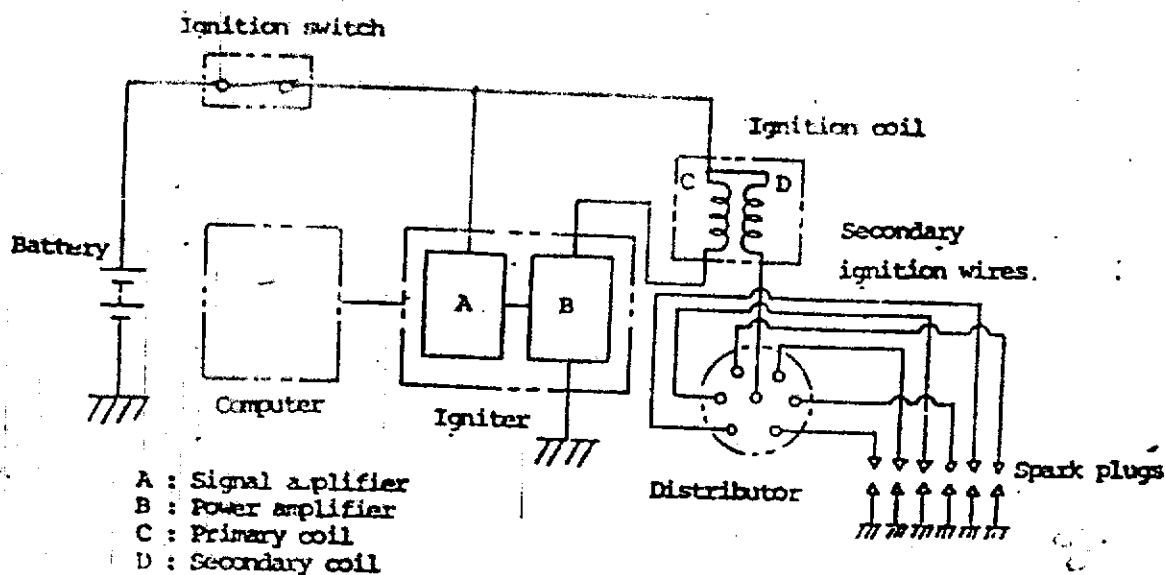 Ignition switch
Ignition coil
C
D
Battery
Secondary
ignition wires.
A
B
Computer
Igniter
Distributor
Spark plugs
A : Signal amplifier
B : Power amplifier
C : Primary coil
D : Secondary coil